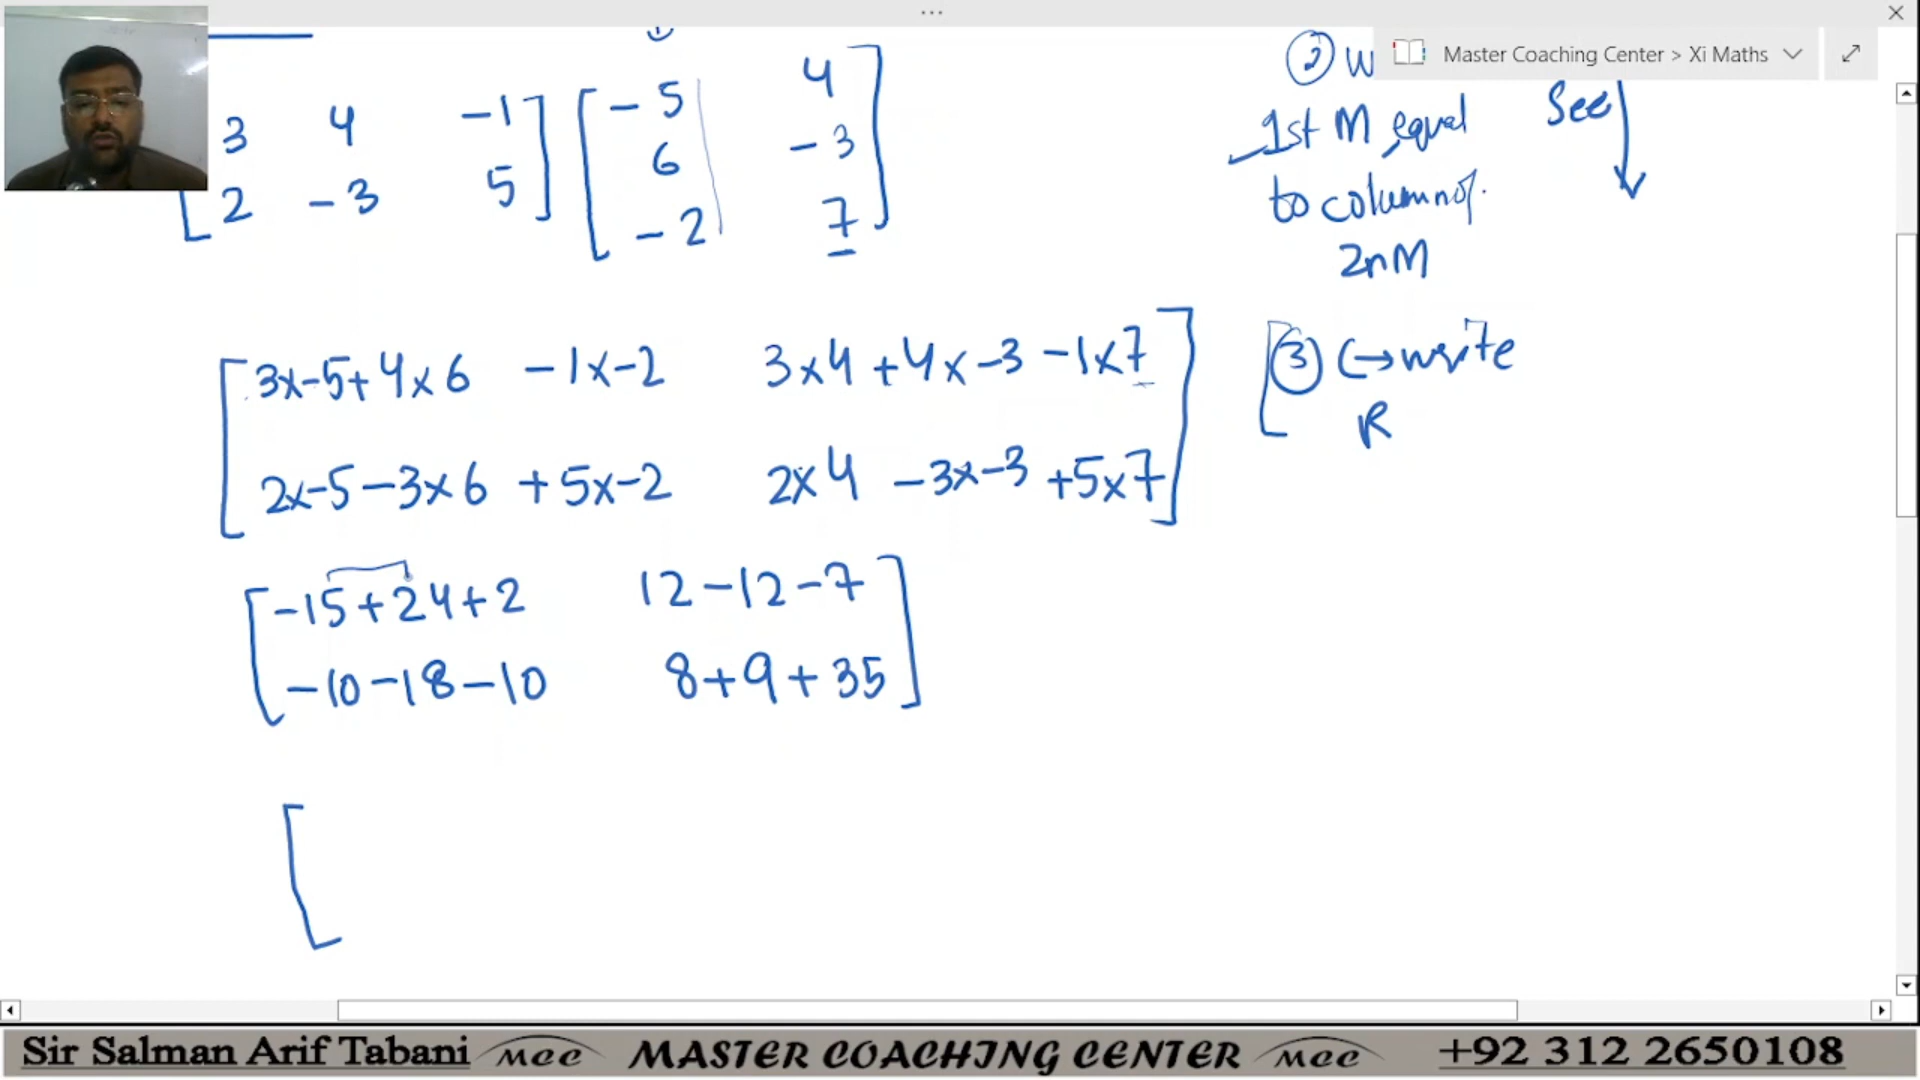 Master Coaching Center > Xi Maths
② W
1st M, equal
See
to column of.
2nM
3 4 -1
2 -3 5
-5 4
6 -3
-2 7
3x-5+4x6 -1x-2 3x4+4x-3-1x7
2x-5-3x6 +5x-2 2x4 -3x-3 +5x7
③ C→write
R
-15+24+2 12-12-7
-10-18-10 8+9+35
Sir Salman Arif Tabani MCC MASTER COACHING CENTER MCC +92 312 2650108